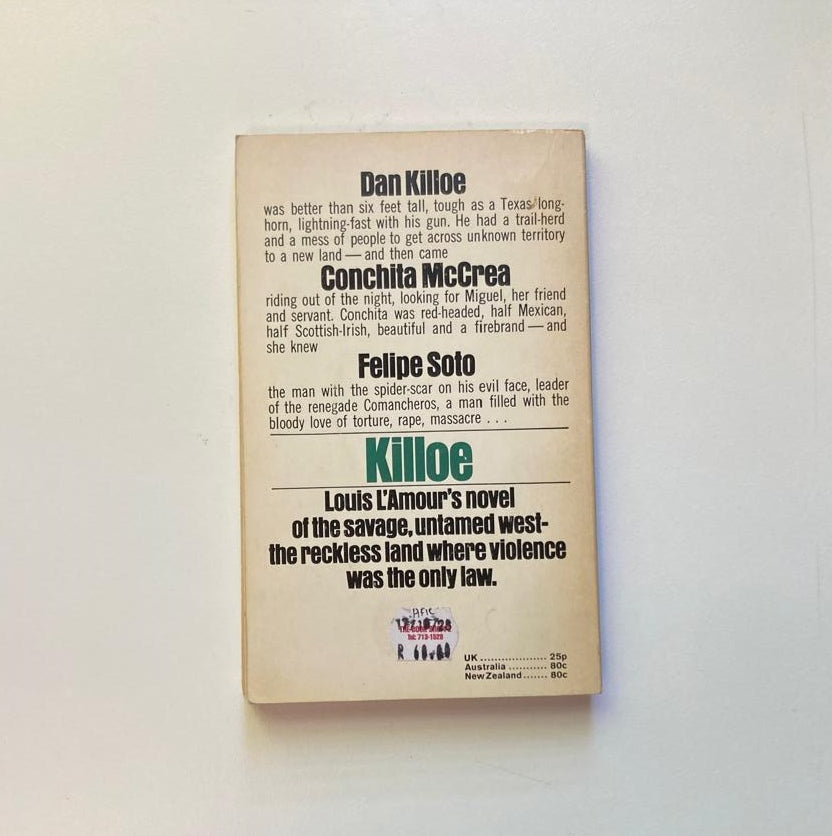 Dan Killoe
was better than six feet tall, tough as a Texas long-
horn, lightning-fast with his gun. He had a trail-herd
and a mess of people to get across unknown territory
to a new land — and then came
Conchita McCrea
riding out of the night, looking for Miguel, her friend
and servant. Conchita was red-headed, half Mexican,
half Scottish-Irish, beautiful and a firebrand — and
she knew
Felipe Soto
the man with the spider-scar on his evil face, leader
of the renegade Comancheros, a man filled with the
bloody love of torture, rape, massacre . . .
Killoe
Louis L'Amour's novel
of the savage, untamed west-
the reckless land where violence
was the only law.
AFIC
Tel: 713-1528
R
UK .................... 25p
Australia ........... 80c
New Zealand ....... 80c